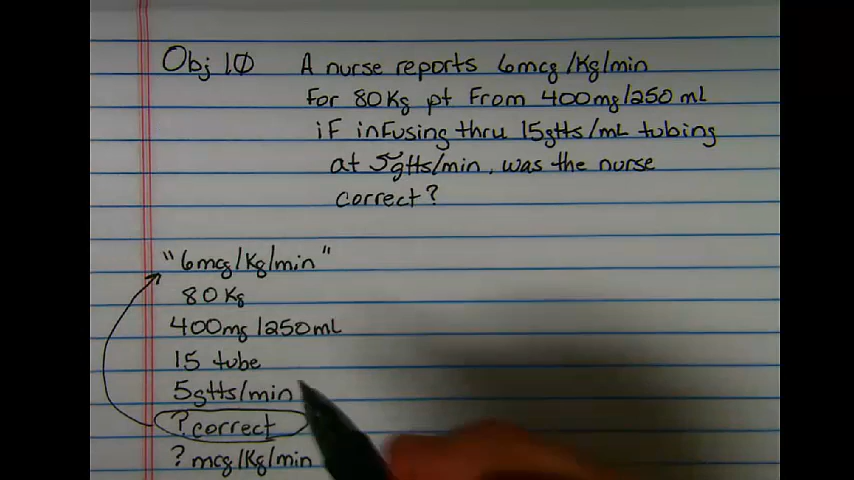 Obj 10 A nurse reports 6mcg/Kg/min
For 80Kg pt From 400mg/250 mL
if infusing thru 15gtts/mL tubing
at 5gtts/min, was the nurse
correct?
"6mcg/Kg/min"
80 Kg
400mg/250mL
15 tube
5gtts/min
? correct
? mcg/Kg/min